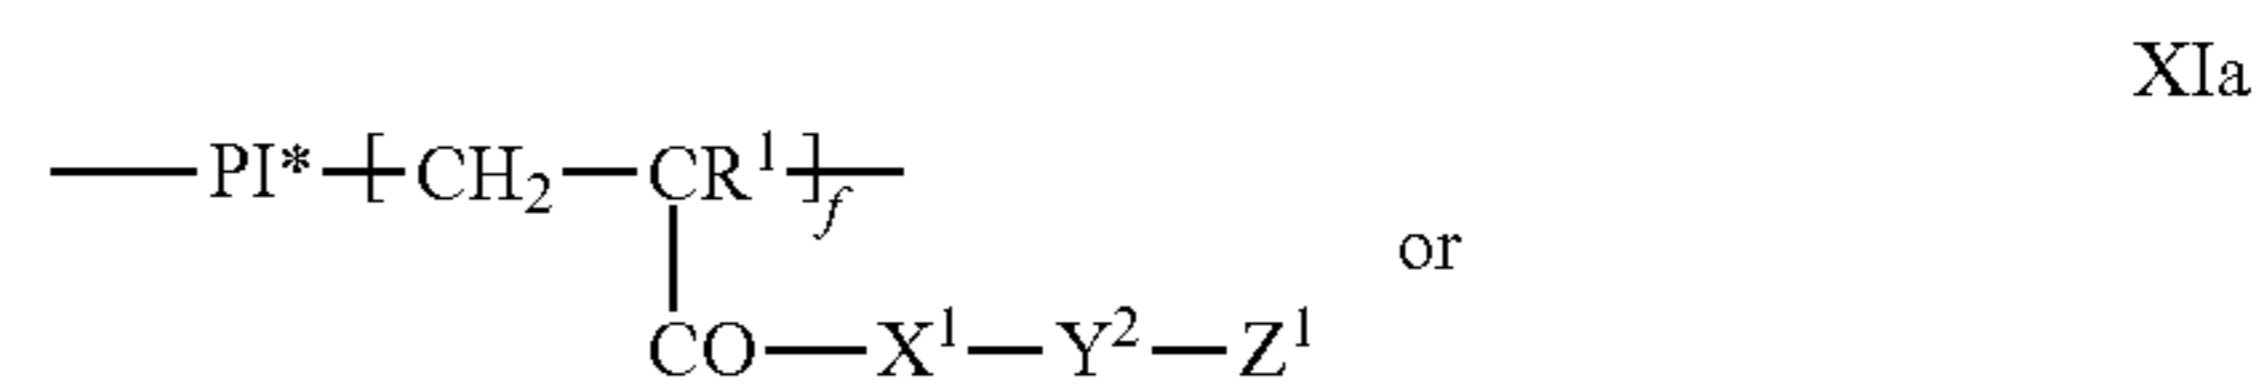 XIa
—PI*—[CH₂—CR¹]f—
or
CO—X¹—Y²—Z¹